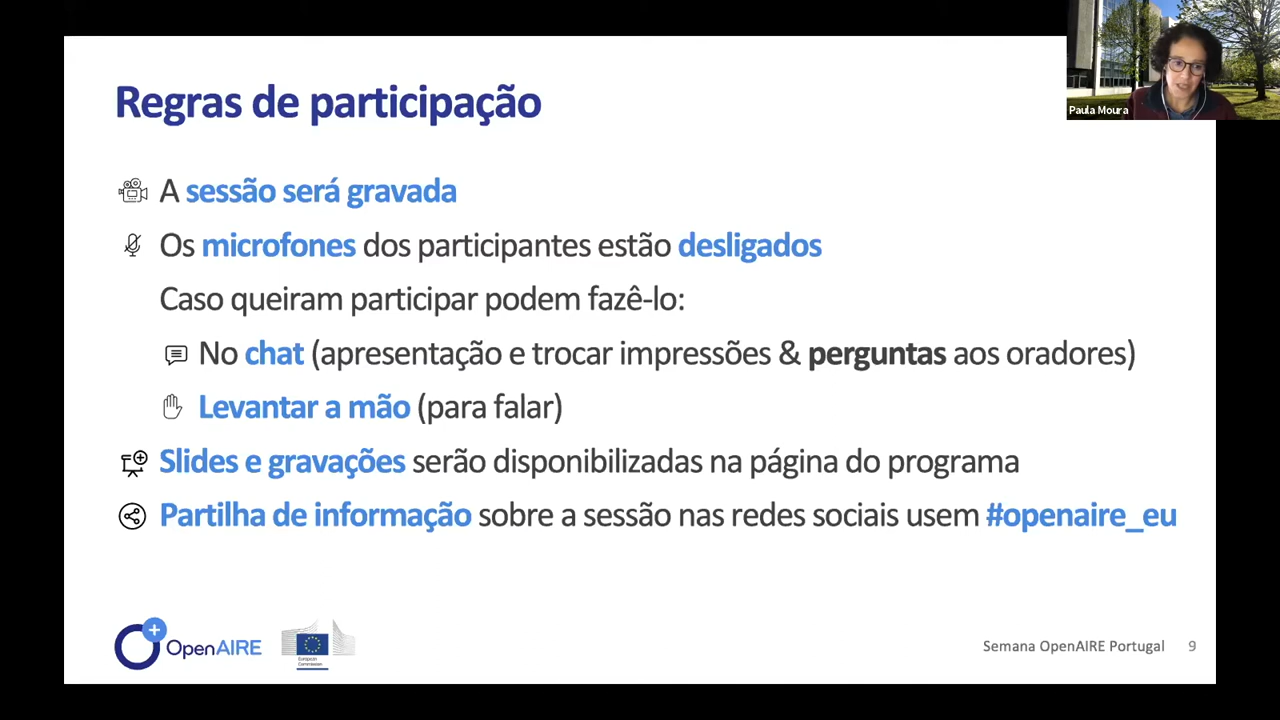 Regras de participação
Paula Moura
A sessão será gravada
Os microfones dos participantes estão desligados
Caso queiram participar podem fazê-lo:
No chat (apresentação e trocar impressões & perguntas aos oradores)
Levantar a mão (para falar)
Slides e gravações serão disponibilizadas na página do programa
Partilha de informação sobre a sessão nas redes sociais usem #openaire_eu
OpenAIRE
European
Commission
Semana OpenAIRE Portugal 9